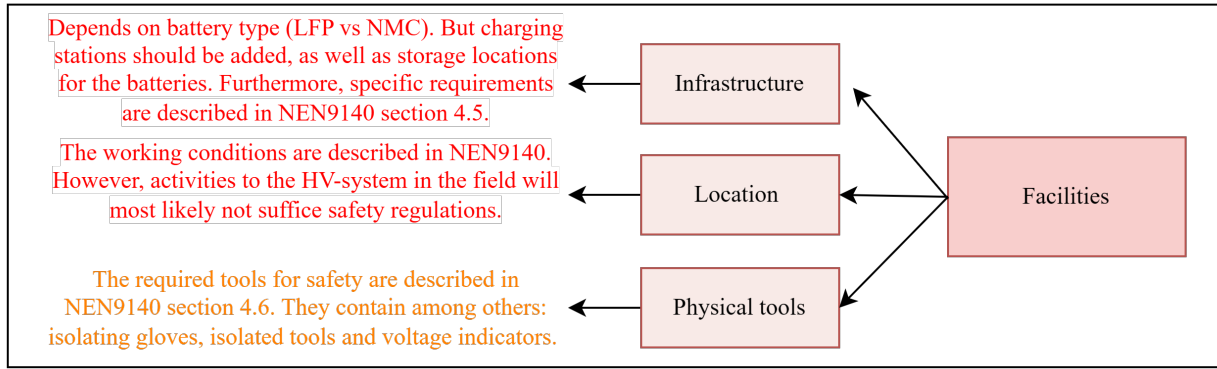 Depends on battery type (LFP vs NMC). But charging
stations should be added, as well as storage locations
for the batteries. Furthermore, specific requirements
are described in NEN9140 section 4.5.
Infrastructure
The working conditions are described in NEN9140.
However, activities to the HV-system in the field will
most likely not suffice safety regulations.
Location
Facilities
The required tools for safety are described in
NEN9140 section 4.6. They contain among others:
isolating gloves, isolated tools and voltage indicators.
Physical tools